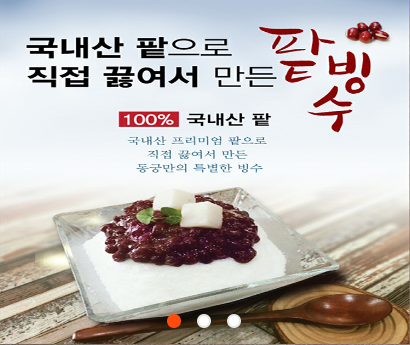 국내산 팥으로
직접 끓여서 만든
팥빙수
100% 국내산 팥
국내산 프리미엄 팥으로
직접 끓여서 만든
동궁만의 특별한 빙수